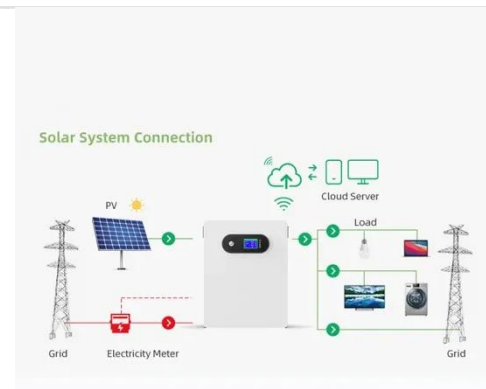 Solar System Connection
Cloud Server
PV
Load
Grid
Electricity Meter
Grid